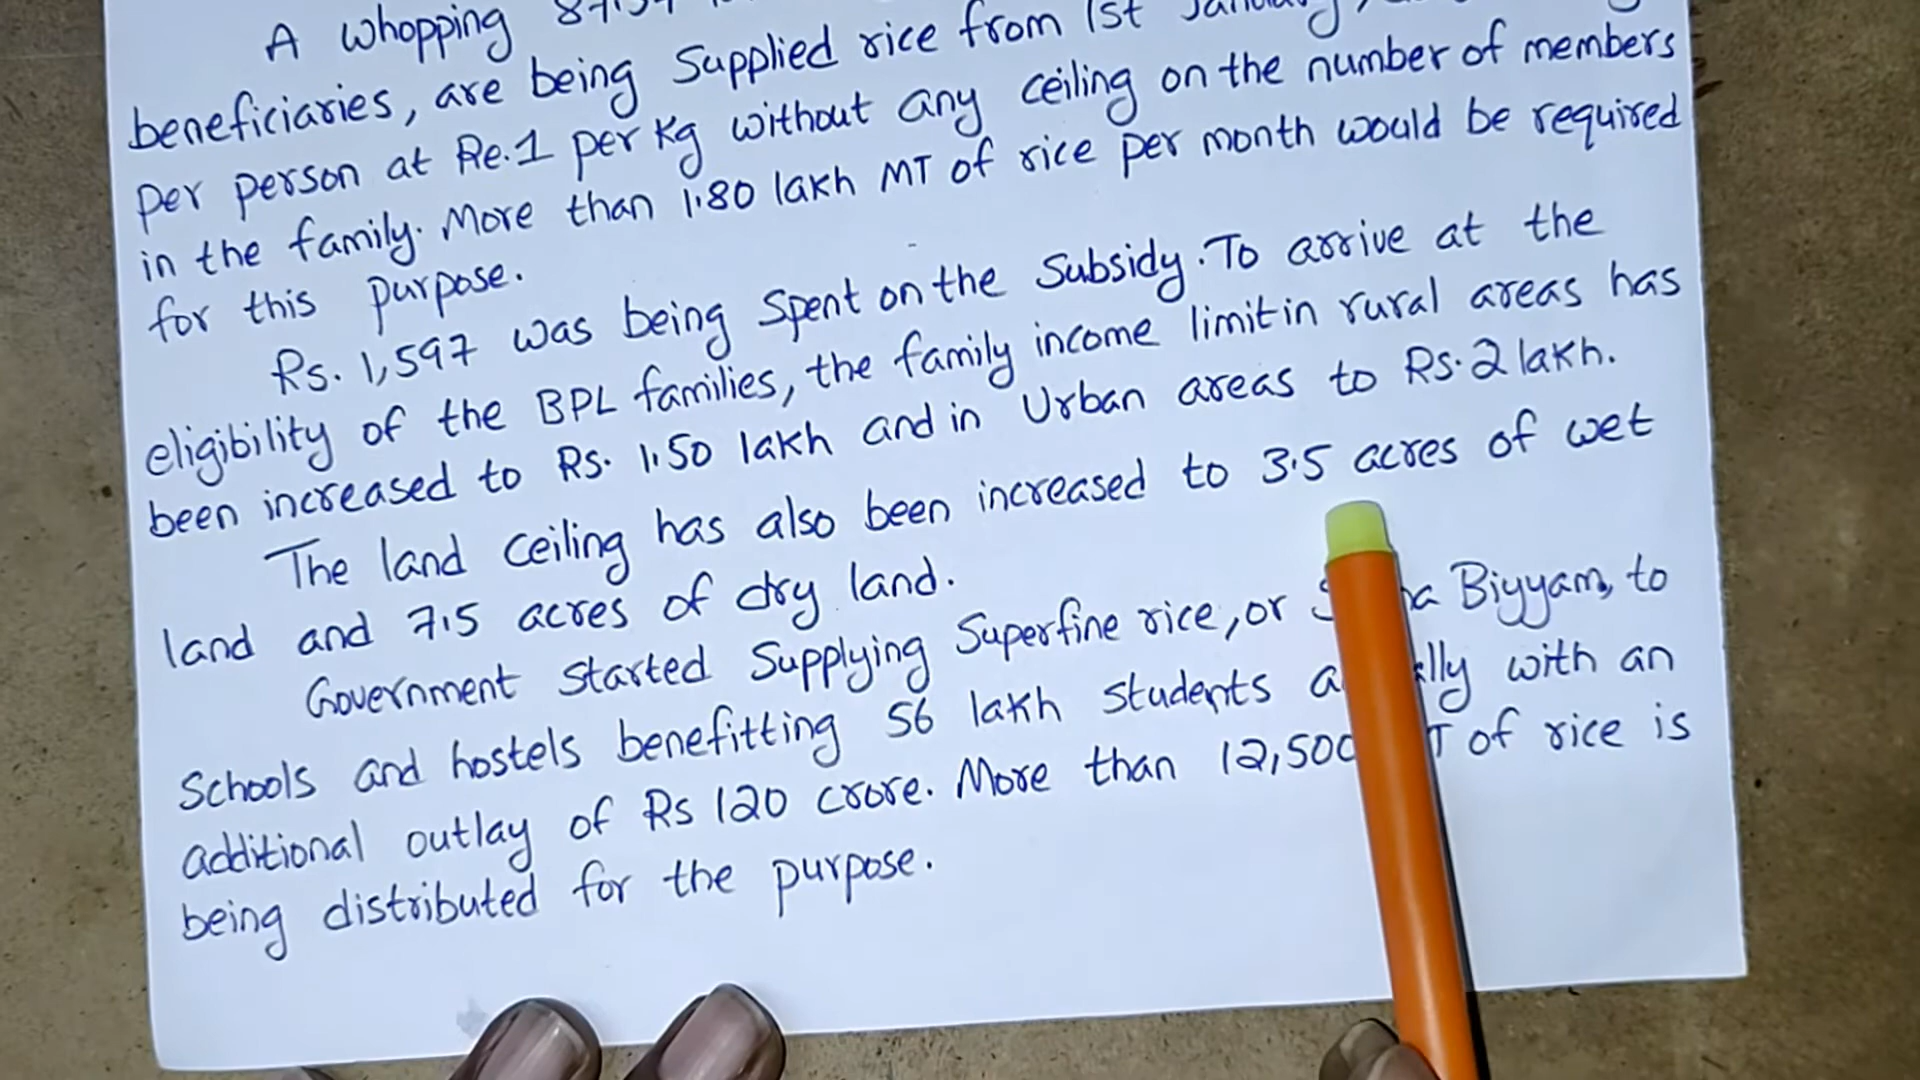 A whopping
beneficiaries, are being Supplied rice from 1st January,
per person at Re.1 per Kg without any ceiling on the number of members
in the family. More than 1.80 lakh MT of rice per month would be required
for this purpose.
Rs. 1,597 was being Spent on the Subsidy. To arrive at the
eligibility of the BPL families, the family income limit in rural areas has
been increased to Rs. 1.50 lakh and in Urban areas to Rs. 2 lakh.
The land ceiling has also been increased to 3.5 acres of wet
land and 7.5 acres of dry land.
Government Started Supplying Superfine rice, or Biyyam, to
Schools and hostels benefitting 56 lakh Students with an
additional outlay of Rs 120 crore. More than 12,500 of rice is
being distributed for the purpose.